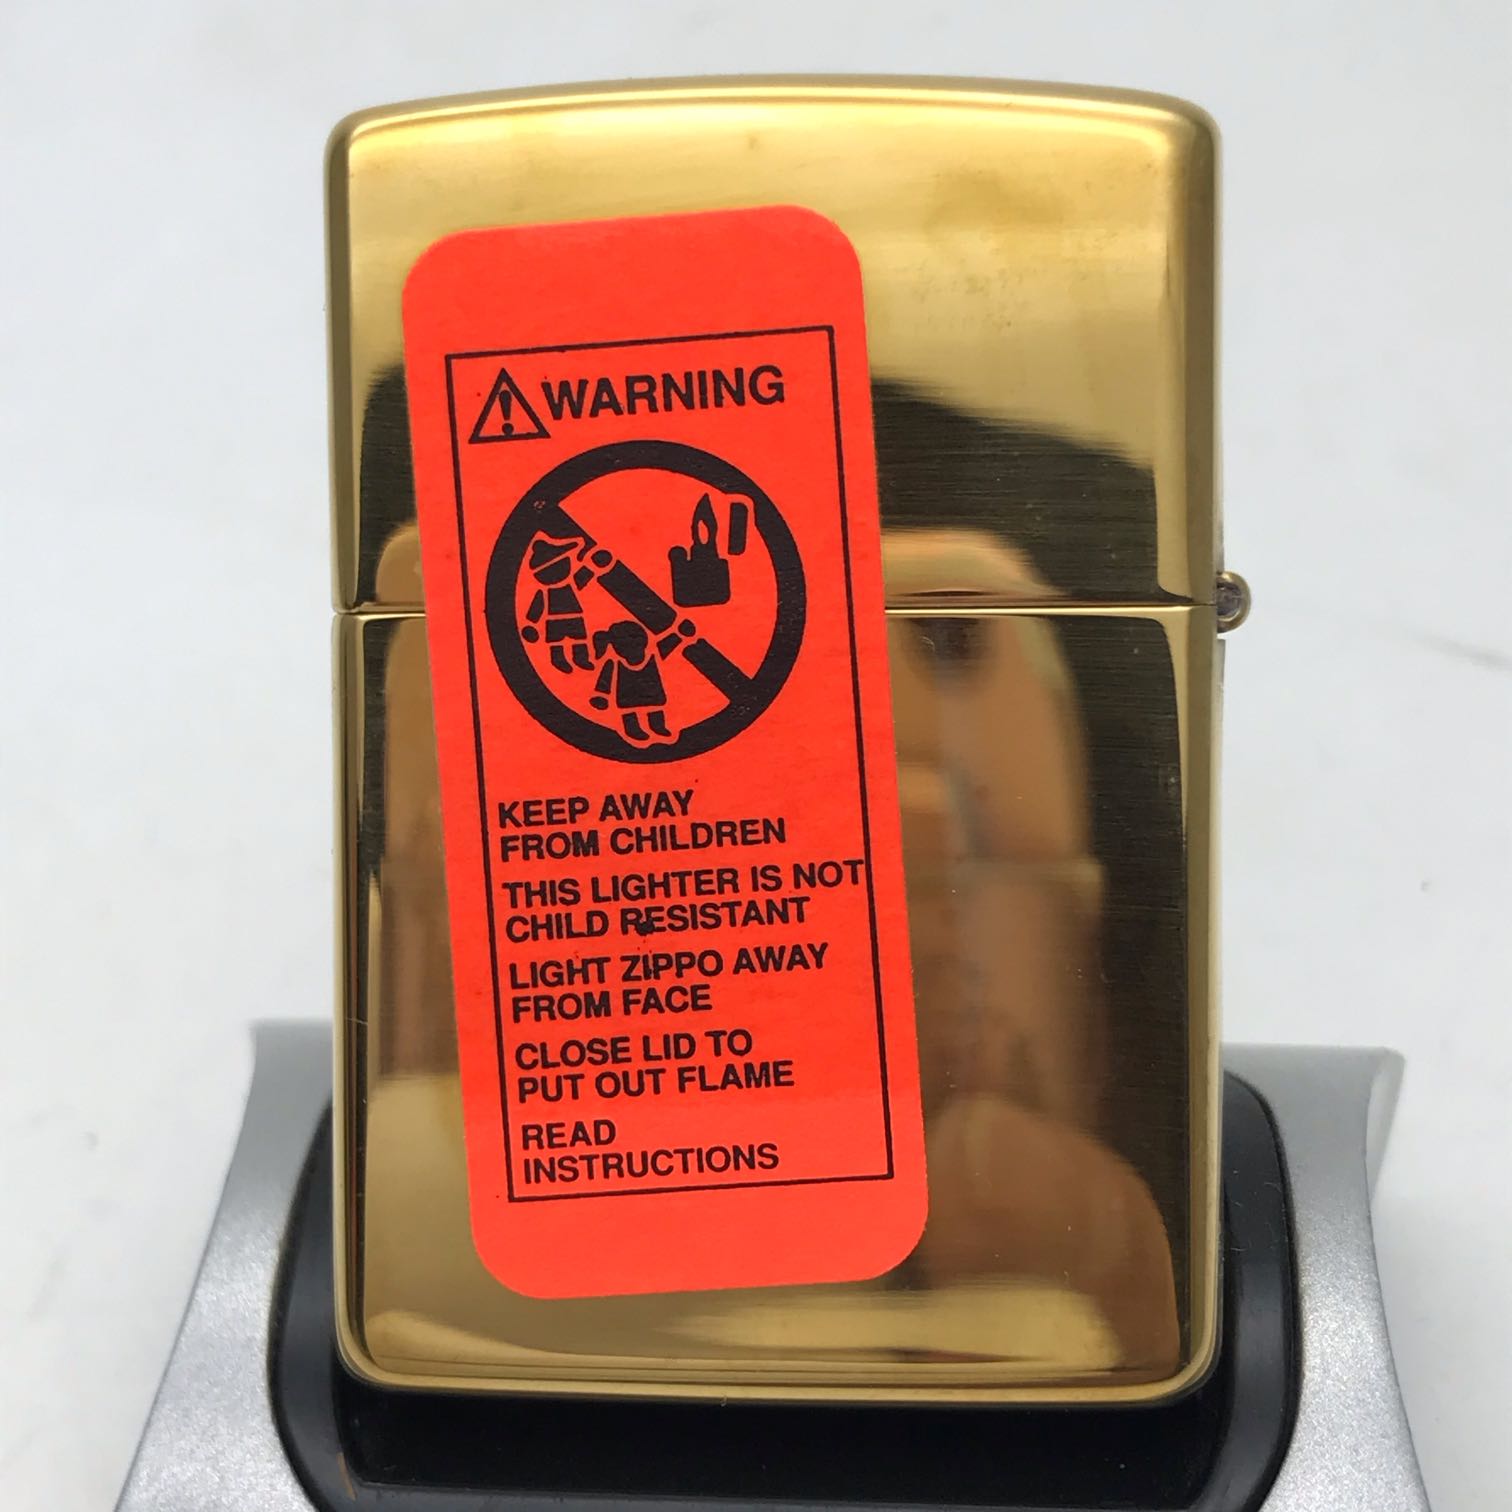 WARNING
KEEP AWAY
FROM CHILDREN
THIS LIGHTER IS NOT
CHILD RESISTANT
LIGHT ZIPPO AWAY
FROM FACE
CLOSE LID TO
PUT OUT FLAME
READ
INSTRUCTIONS